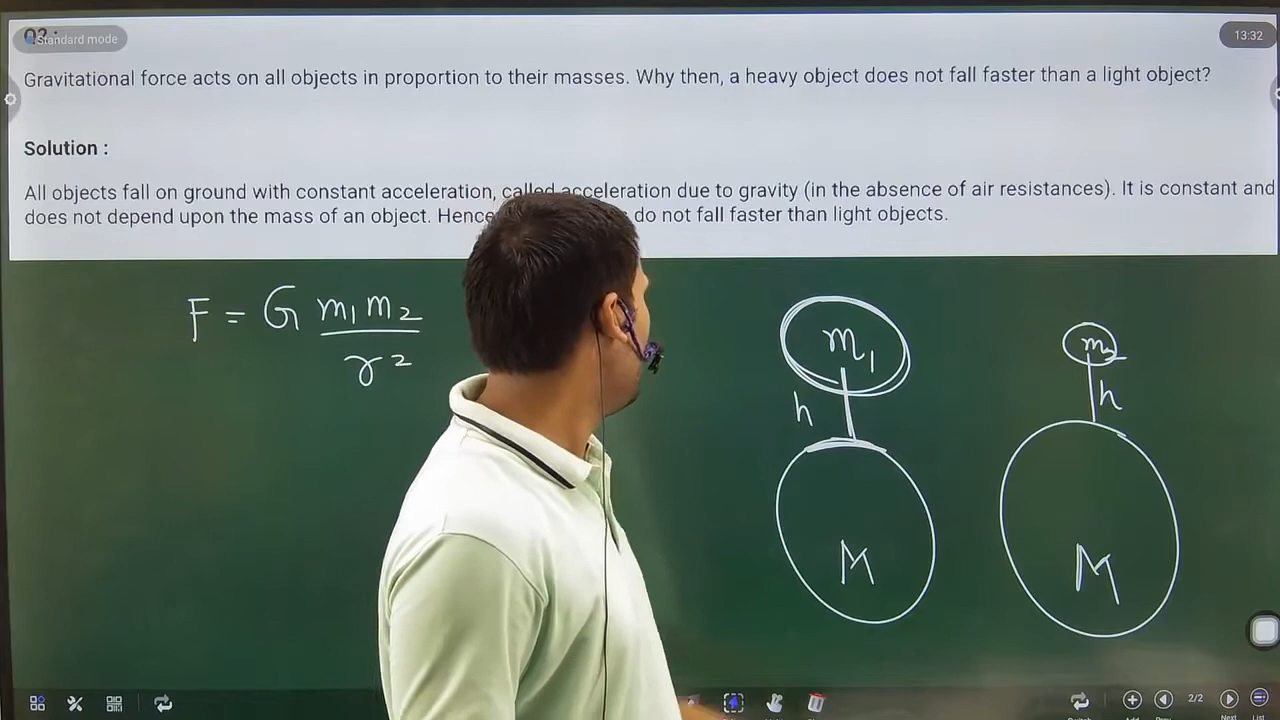 Standard mode
13:32
Gravitational force acts on all objects in proportion to their masses. Why then, a heavy object does not fall faster than a light object?
Solution :
All objects fall on ground with constant acceleration, called acceleration due to gravity (in the absence of air resistances). It is constant and
does not depend upon the mass of an object. Hence do not fall faster than light objects.
F = G m₁m₂ / r²
m₁
h
M
m₂
h
M
2/2